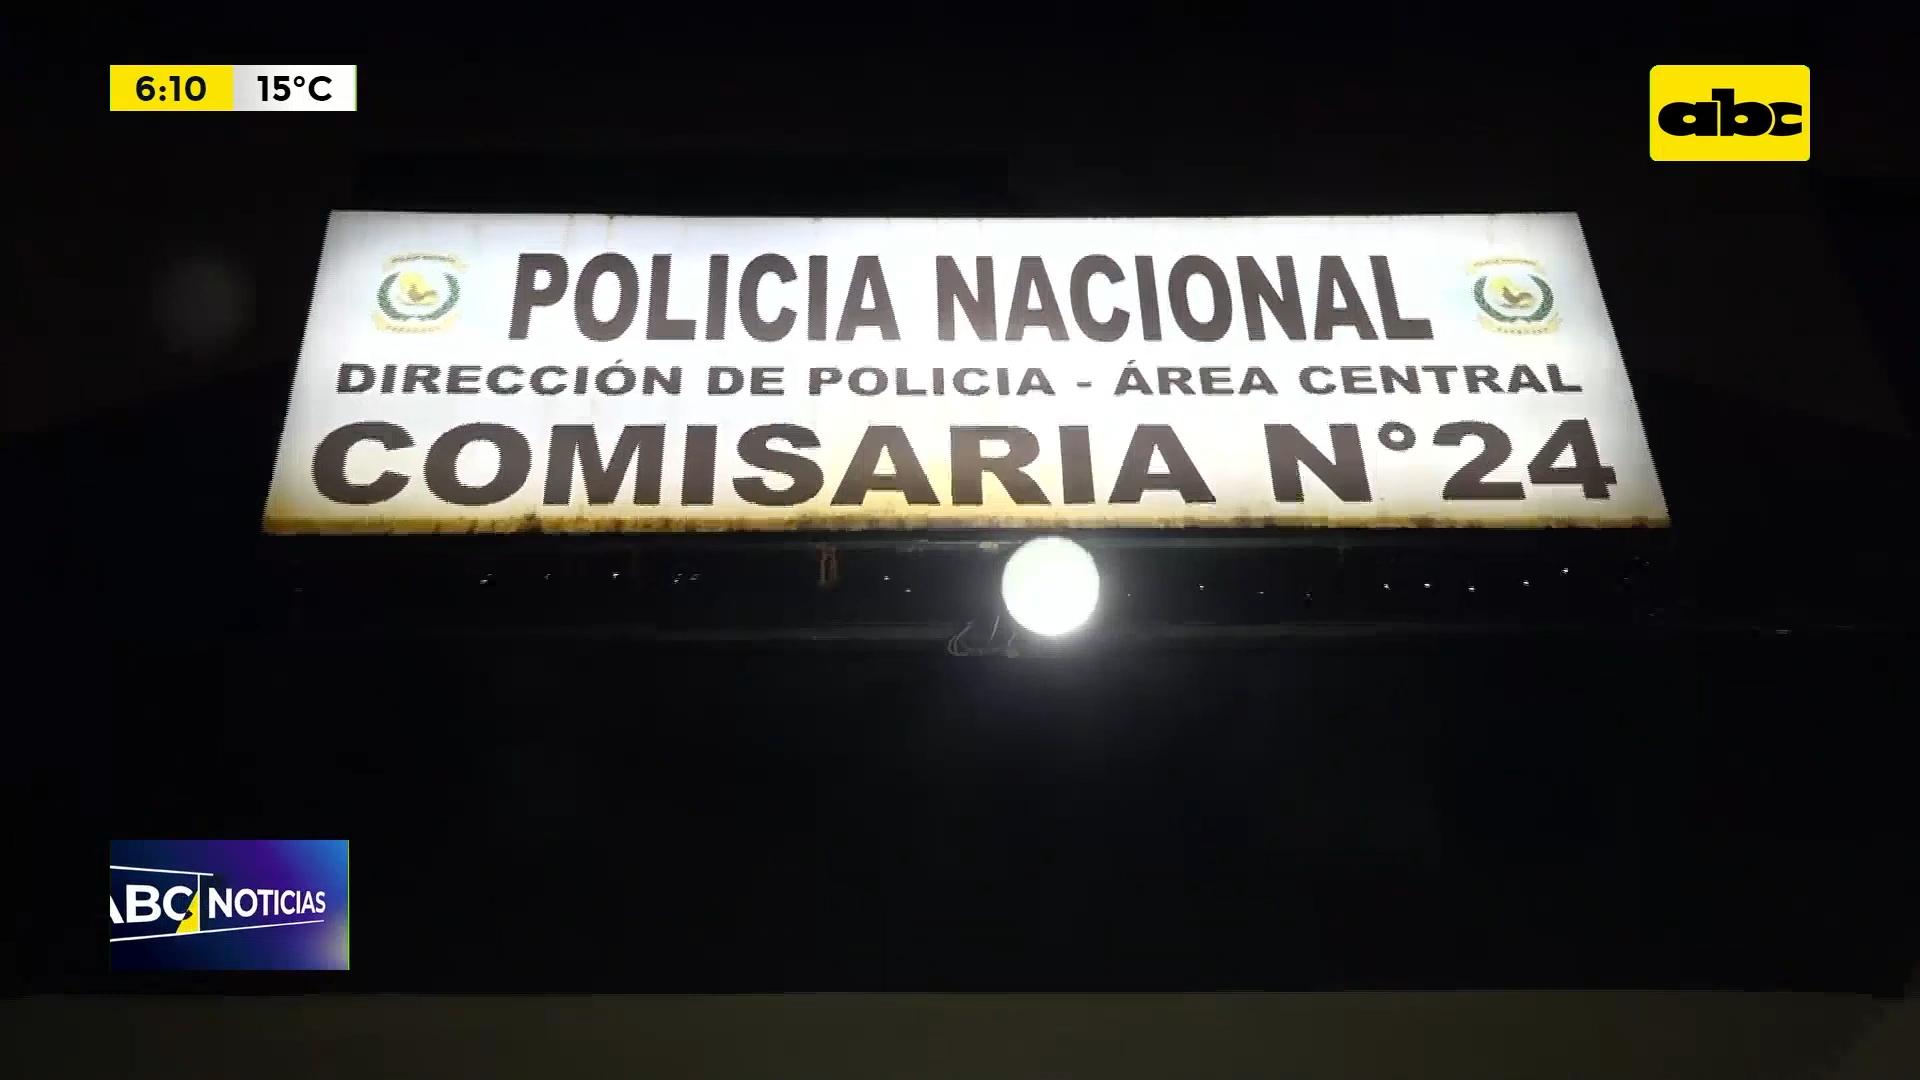 6:10 15°C
abc
POLICIA NACIONAL
DIRECCIÓN DE POLICIA - ÁREA CENTRAL
COMISARIA N°24
ABC NOTICIAS